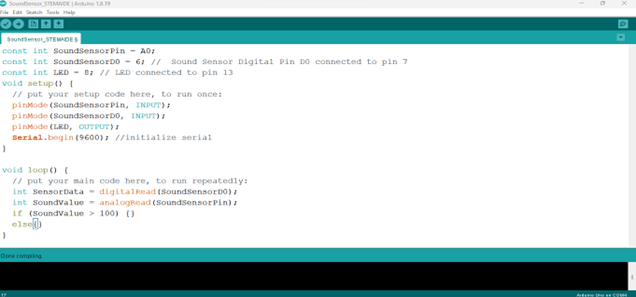 SoundSensor_STEMAIDE | Arduino 1.8.19
File Edit Sketch Tools Help
SoundSensor_STEMAIDE §
const int SoundSensorPin = A0;
const int SoundSensorD0 = 6; // Sound Sensor Digital Pin D0 connected to pin 7
const int LED = 8; // LED connected to pin 13
void setup() {
// put your setup code here, to run once:
pinMode(SoundSensorPin, INPUT);
pinMode(SoundSensorD0, INPUT);
pinMode(LED, OUTPUT);
Serial.begin(9600); //initialize serial
}
void loop() {
// put your main code here, to run repeatedly:
int SensorData = digitalRead(SoundSensorD0);
int SoundValue = analogRead(SoundSensorPin);
if (SoundValue > 100) {}
else{}
}
Done compiling.
17
Arduino Uno on COM4